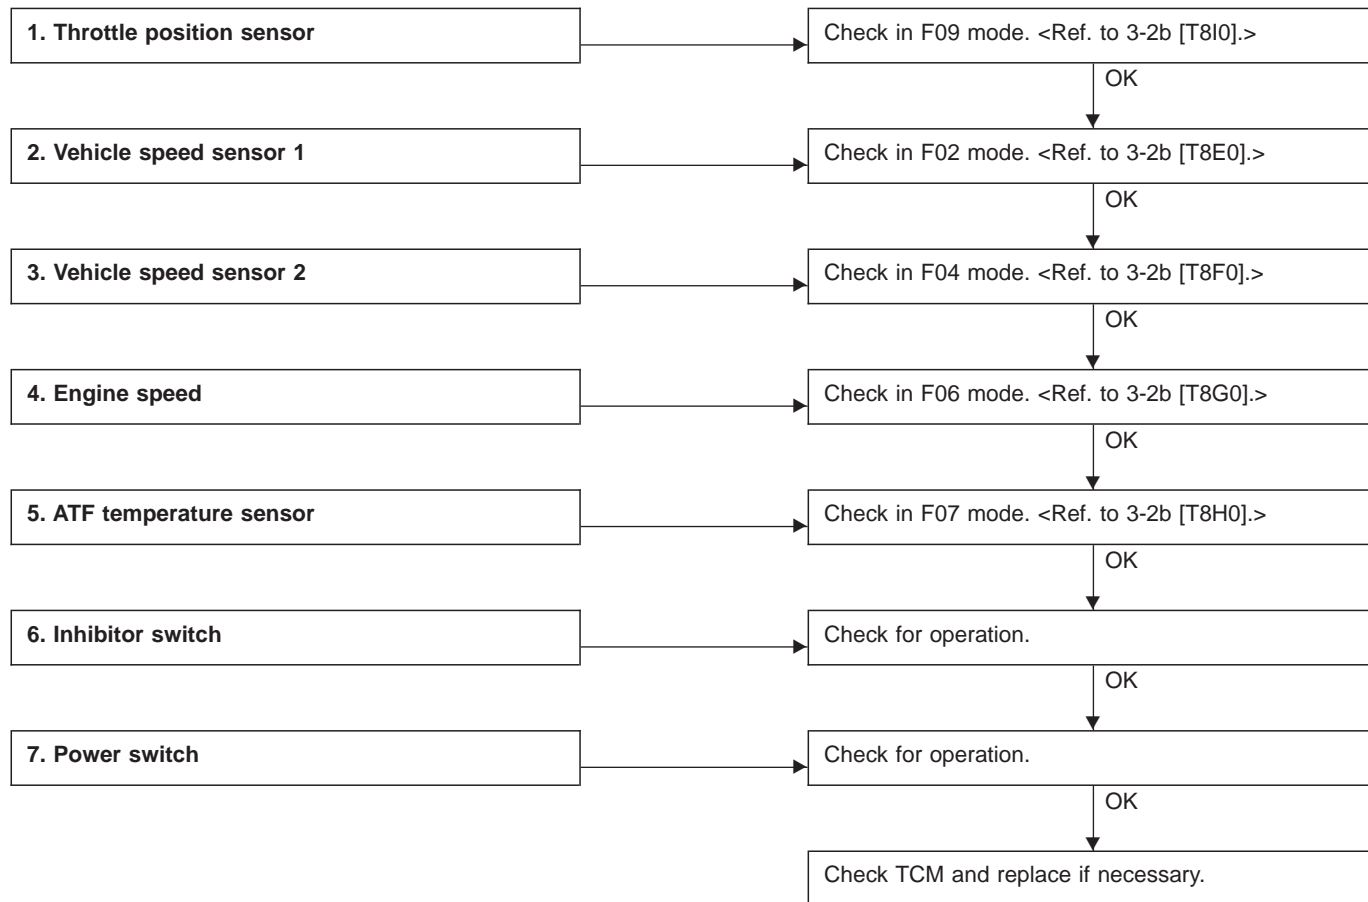 1. Throttle position sensor
Check in F09 mode. <Ref. to 3-2b [T8I0].>
OK
2. Vehicle speed sensor 1
Check in F02 mode. <Ref. to 3-2b [T8E0].>
OK
3. Vehicle speed sensor 2
Check in F04 mode. <Ref. to 3-2b [T8F0].>
OK
4. Engine speed
Check in F06 mode. <Ref. to 3-2b [T8G0].>
OK
5. ATF temperature sensor
Check in F07 mode. <Ref. to 3-2b [T8H0].>
OK
6. Inhibitor switch
Check for operation.
OK
7. Power switch
Check for operation.
OK
Check TCM and replace if necessary.